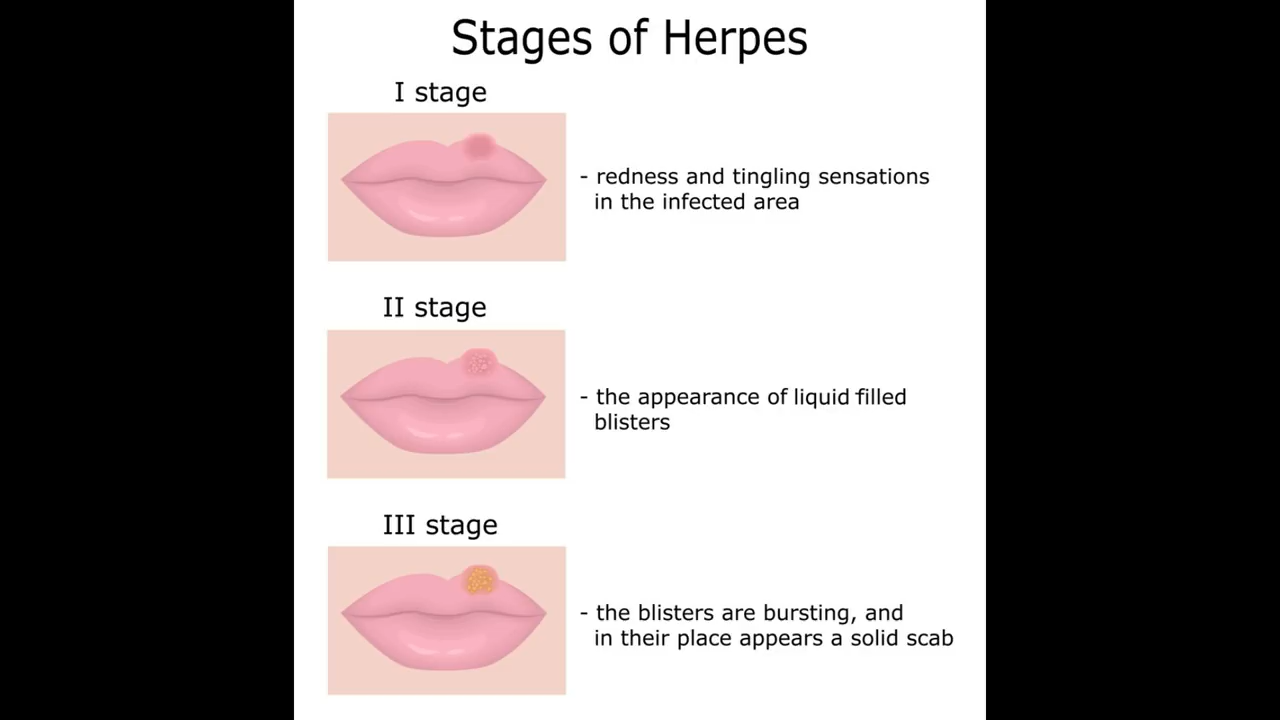 Stages of Herpes
I stage
- redness and tingling sensations
in the infected area
II stage
- the appearance of liquid filled
blisters
III stage
- the blisters are bursting, and
in their place appears a solid scab